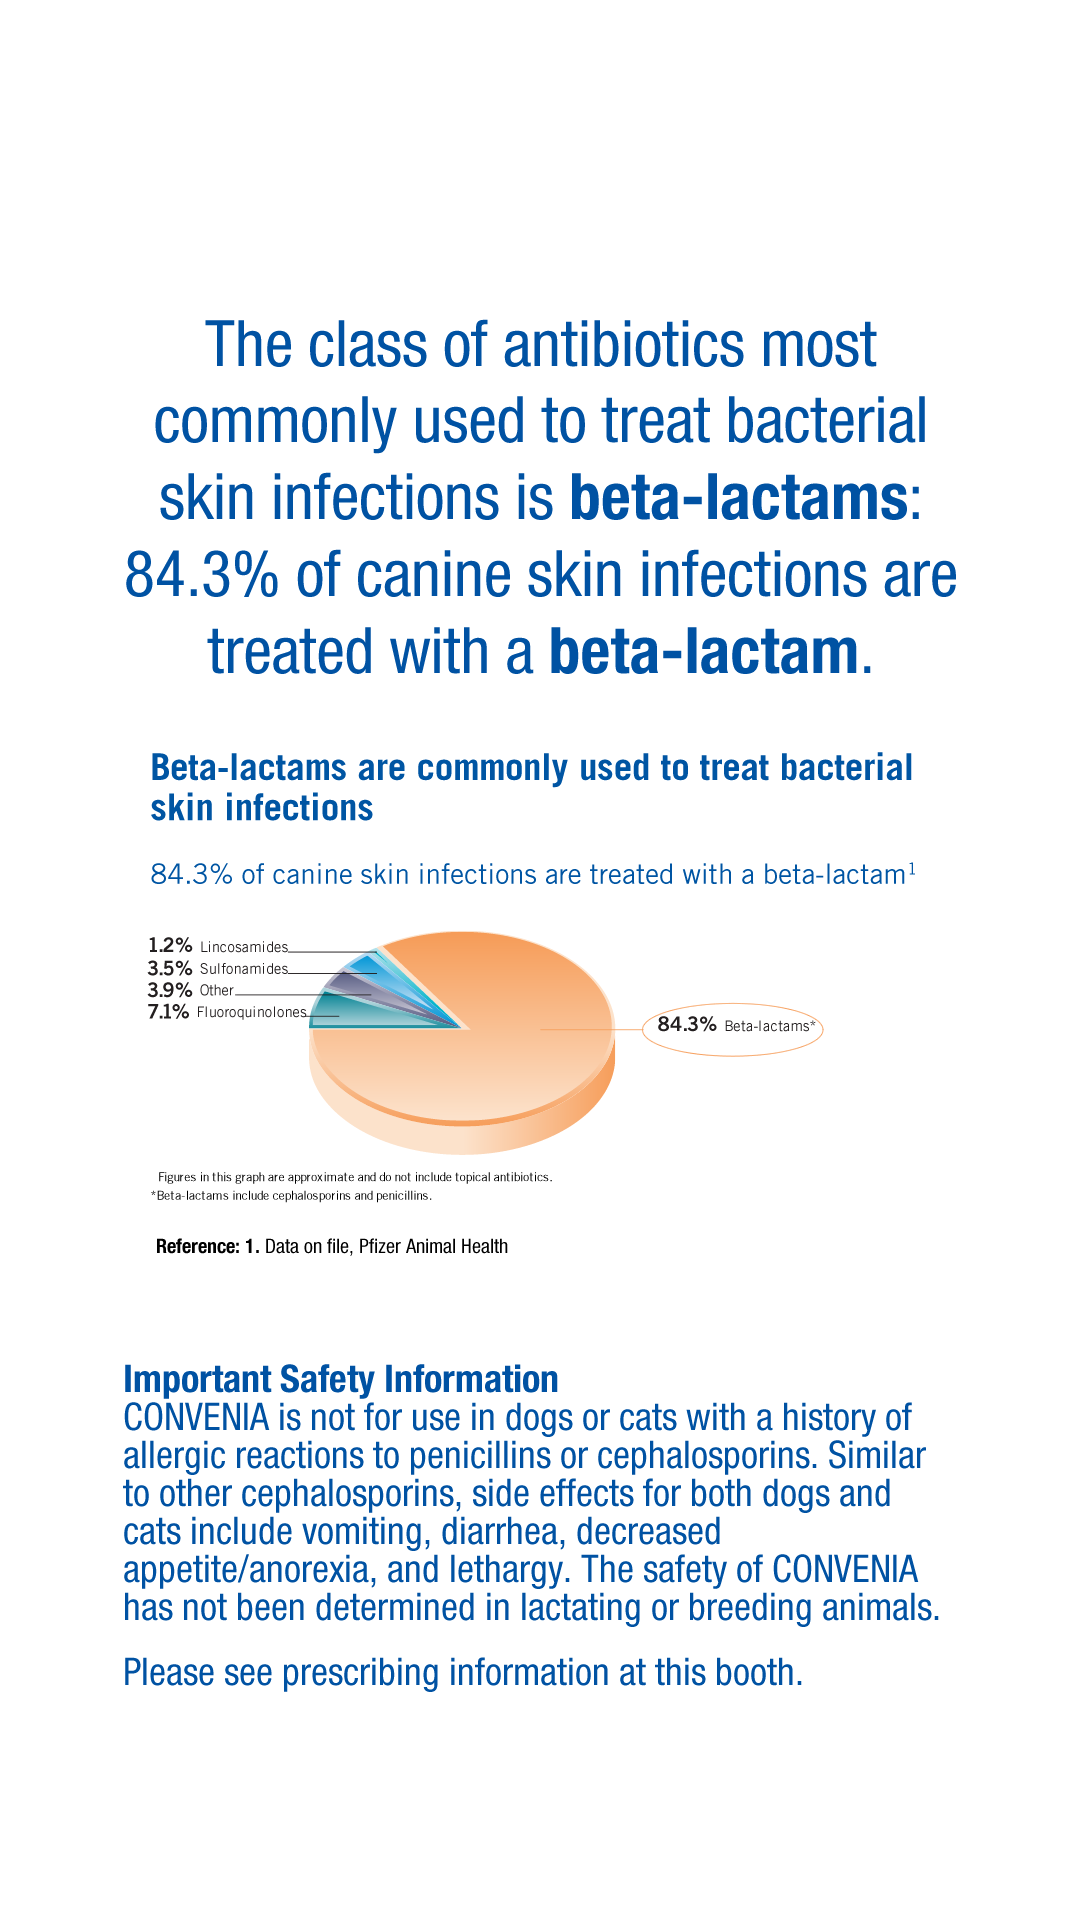 The class of antibiotics most
commonly used to treat bacterial
skin infections is beta-lactams:
84.3% of canine skin infections are
treated with a beta-lactam.
Beta-lactams are commonly used to treat bacterial
skin infections
84.3% of canine skin infections are treated with a beta-lactam¹
1.2% Lincosamides
3.5% Sulfonamides
3.9% Other
7.1% Fluoroquinolones
84.3% Beta-lactams*
Figures in this graph are approximate and do not include topical antibiotics.
*Beta-lactams include cephalosporins and penicillins.
Reference: 1. Data on file, Pfizer Animal Health
Important Safety Information
CONVENIA is not for use in dogs or cats with a history of
allergic reactions to penicillins or cephalosporins. Similar
to other cephalosporins, side effects for both dogs and
cats include vomiting, diarrhea, decreased
appetite/anorexia, and lethargy. The safety of CONVENIA
has not been determined in lactating or breeding animals.
Please see prescribing information at this booth.